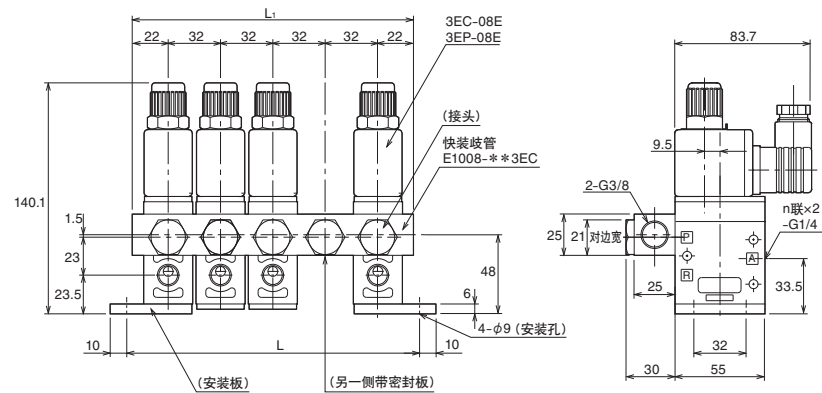 L1
22 32 32 32 32 22
3EC-08E
3EP-08E
(接头)
快装歧管
E1008-＊＊3EC
140.1
1.5
23
23.5
48
6
4-φ9 (安装孔)
10
L
10
(安装板)
(另一侧带密封板)
83.7
9.5
2-G3/8
n联×2
-G1/4
25
21
对边宽
P
A
R
33.5
25
32
30
55